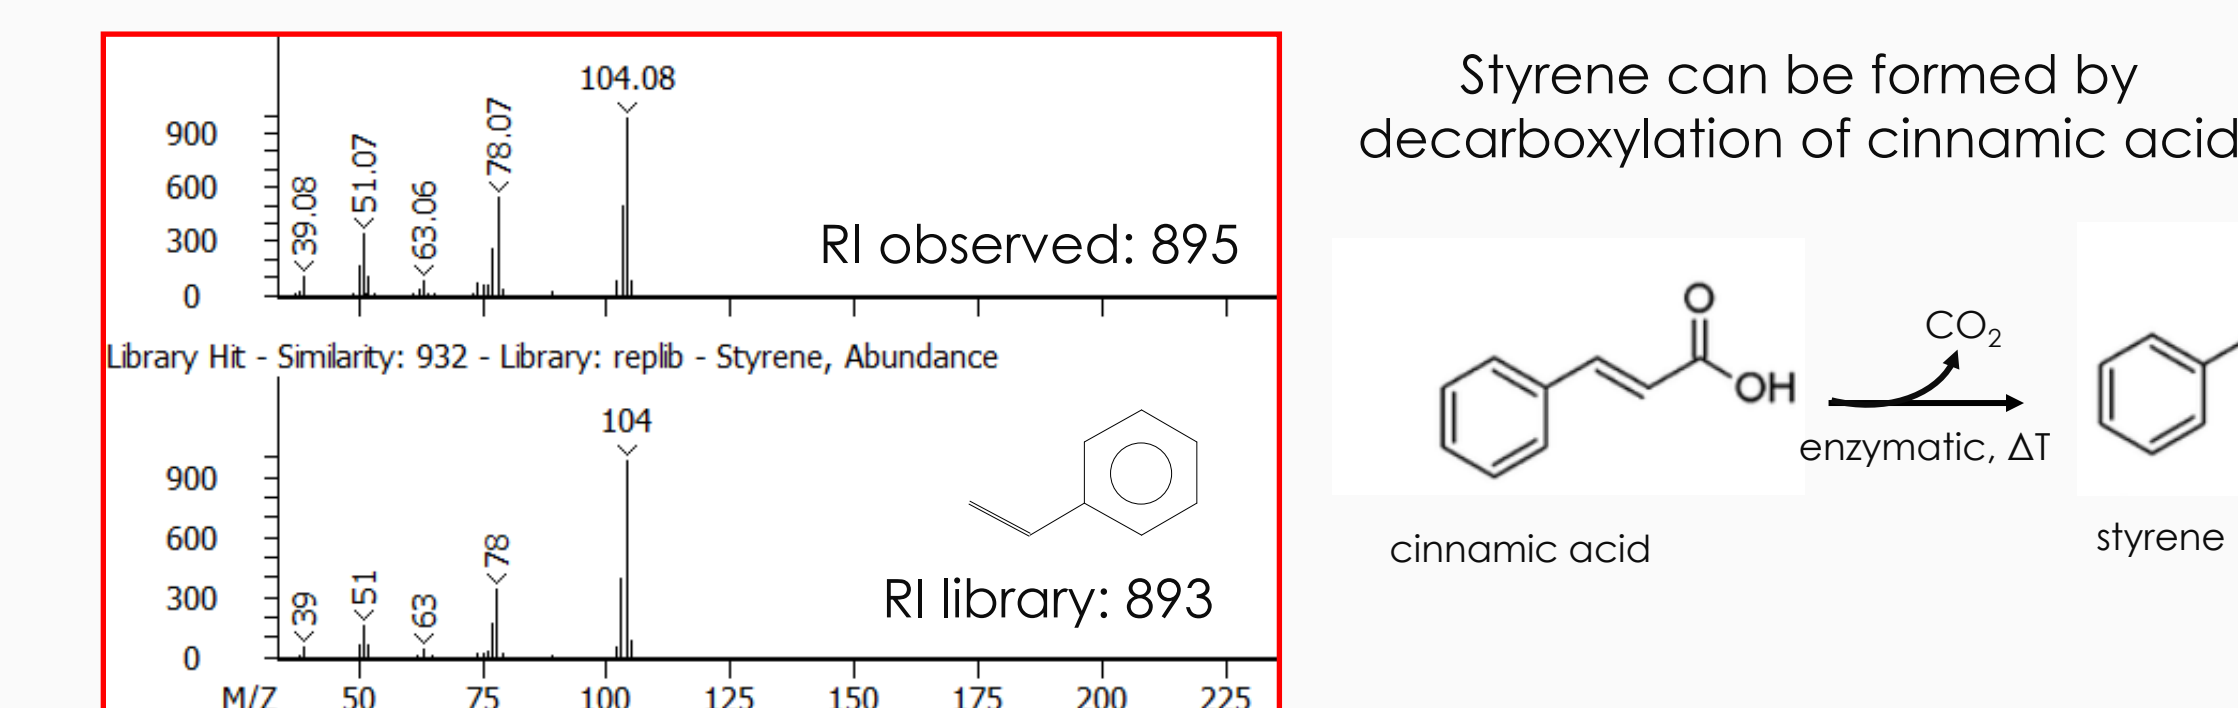 104.08
78.07
51.07
39.08
63.06
900
600
300
0
RI observed: 895
Library Hit - Similarity: 932 - Library: replib - Styrene, Abundance
104
78
51
39
63
900
600
300
0
RI library: 893
M/Z 50 75 100 125 150 175 200 225
Styrene can be formed by
decarboxylation of cinnamic acid
O
OH
CO₂
enzymatic, ΔT
cinnamic acid
styrene